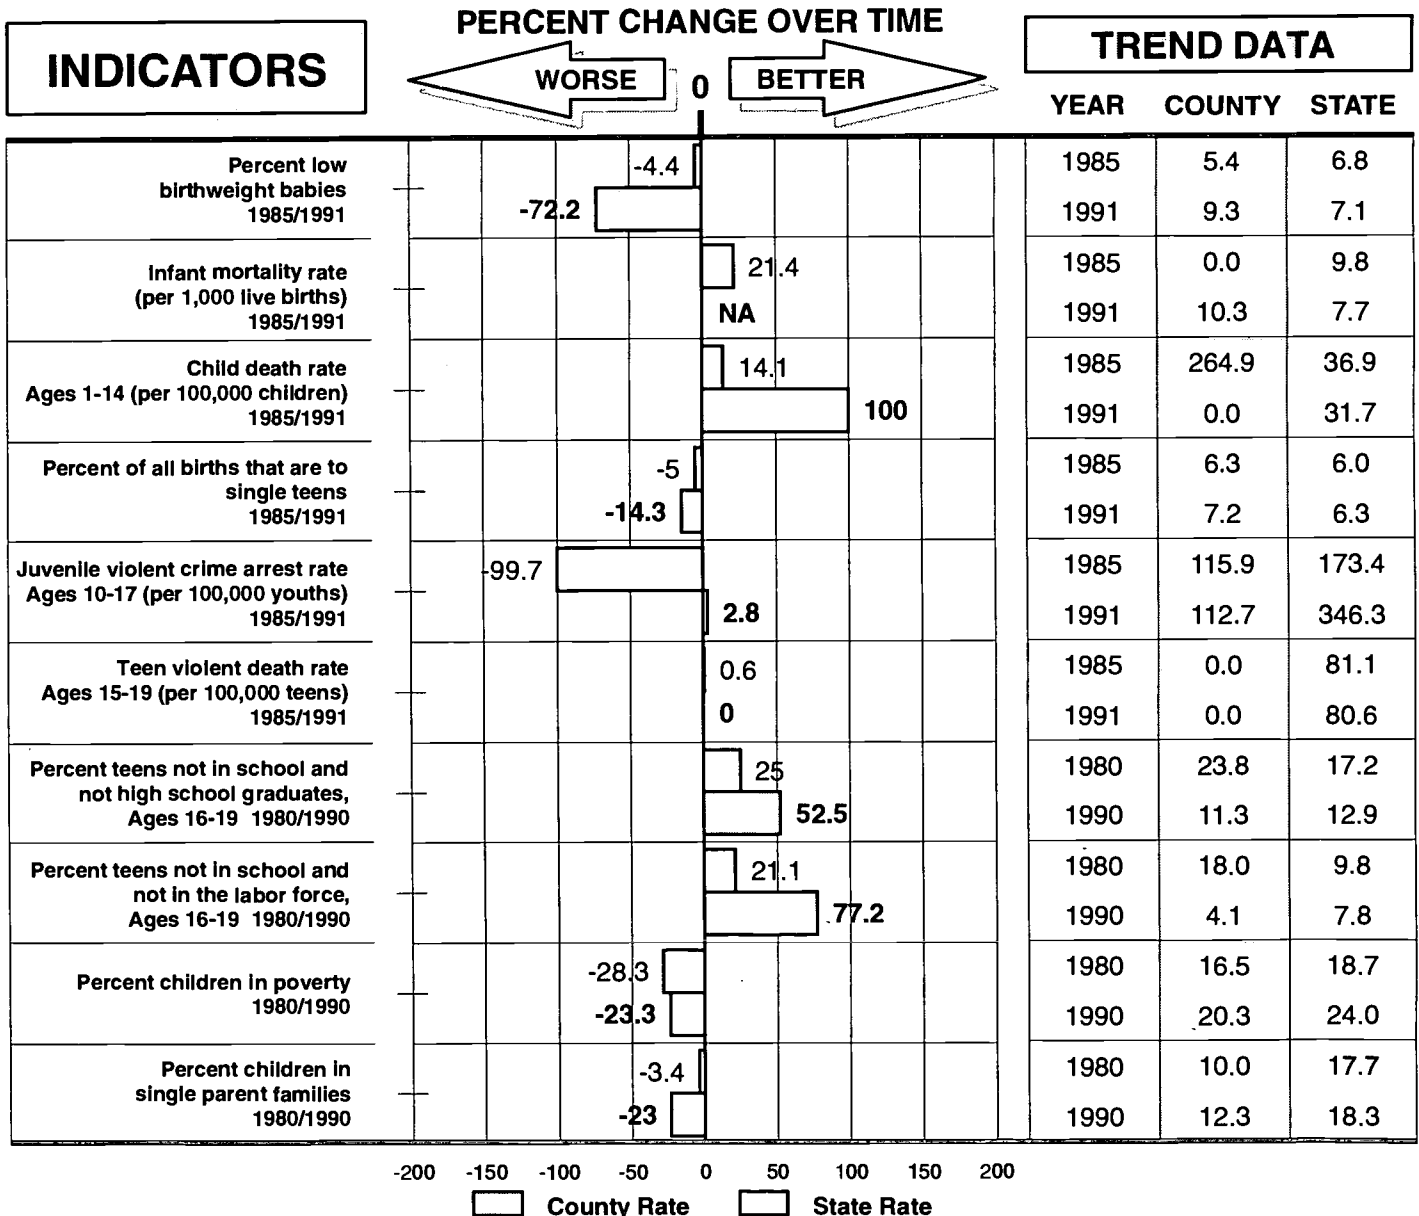 PERCENT CHANGE OVER TIME
INDICATORS
WORSE 0 BETTER
TREND DATA
YEAR COUNTY STATE
Percent low
birthweight babies
1985/1991
-4.4
-72.2
1985 5.4 6.8
1991 9.3 7.1
Infant mortality rate
(per 1,000 live births)
1985/1991
21.4
NA
1985 0.0 9.8
1991 10.3 7.7
Child death rate
Ages 1-14 (per 100,000 children)
1985/1991
14.1
100
1985 264.9 36.9
1991 0.0 31.7
Percent of all births that are to
single teens
1985/1991
-5
-14.3
1985 6.3 6.0
1991 7.2 6.3
Juvenile violent crime arrest rate
Ages 10-17 (per 100,000 youths)
1985/1991
-99.7
2.8
1985 115.9 173.4
1991 112.7 346.3
Teen violent death rate
Ages 15-19 (per 100,000 teens)
1985/1991
0.6
0
1985 0.0 81.1
1991 0.0 80.6
Percent teens not in school and
not high school graduates,
Ages 16-19 1980/1990
25
52.5
1980 23.8 17.2
1990 11.3 12.9
Percent teens not in school and
not in the labor force,
Ages 16-19 1980/1990
21.1
77.2
1980 18.0 9.8
1990 4.1 7.8
Percent children in poverty
1980/1990
-28.3
-23.3
1980 16.5 18.7
1990 20.3 24.0
Percent children in
single parent families
1980/1990
-3.4
-23
1980 10.0 17.7
1990 12.3 18.3
-200 -150 -100 -50 0 50 100 150 200
County Rate State Rate